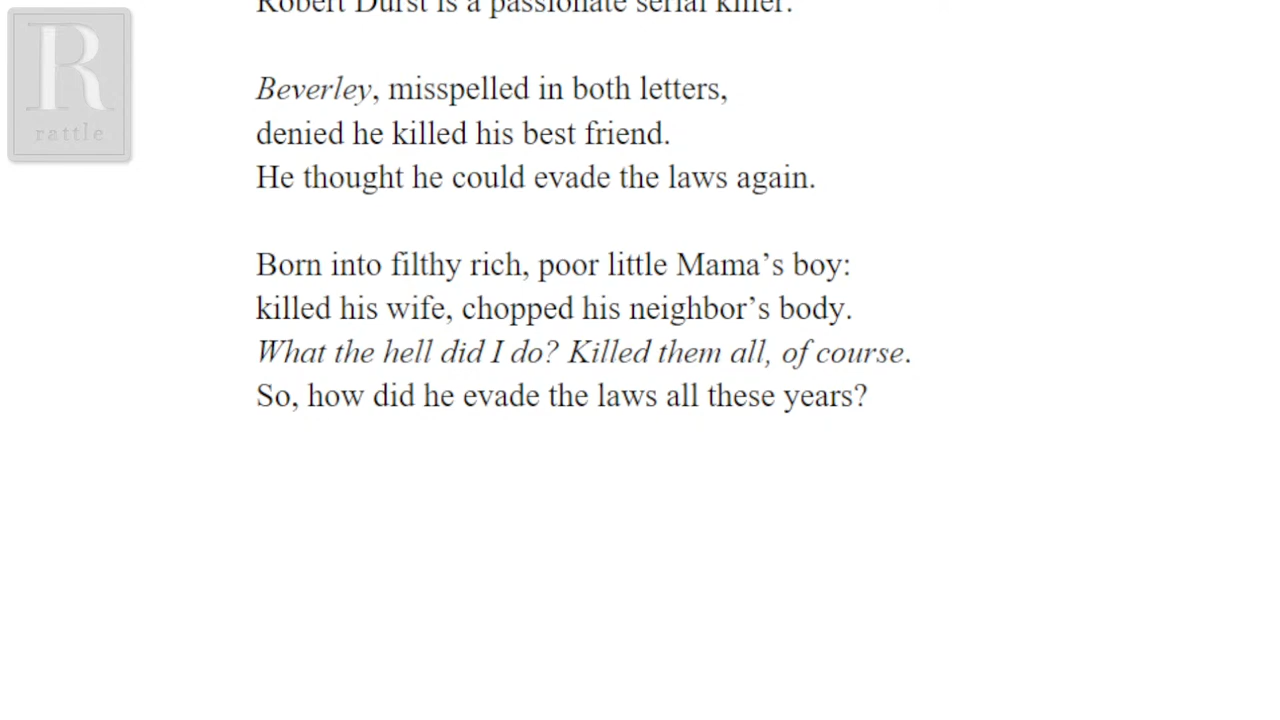 R
rattle
Robert Durst is a passionate serial killer.
Beverley, misspelled in both letters,
denied he killed his best friend.
He thought he could evade the laws again.
Born into filthy rich, poor little Mama’s boy:
killed his wife, chopped his neighbor’s body.
What the hell did I do? Killed them all, of course.
So, how did he evade the laws all these years?